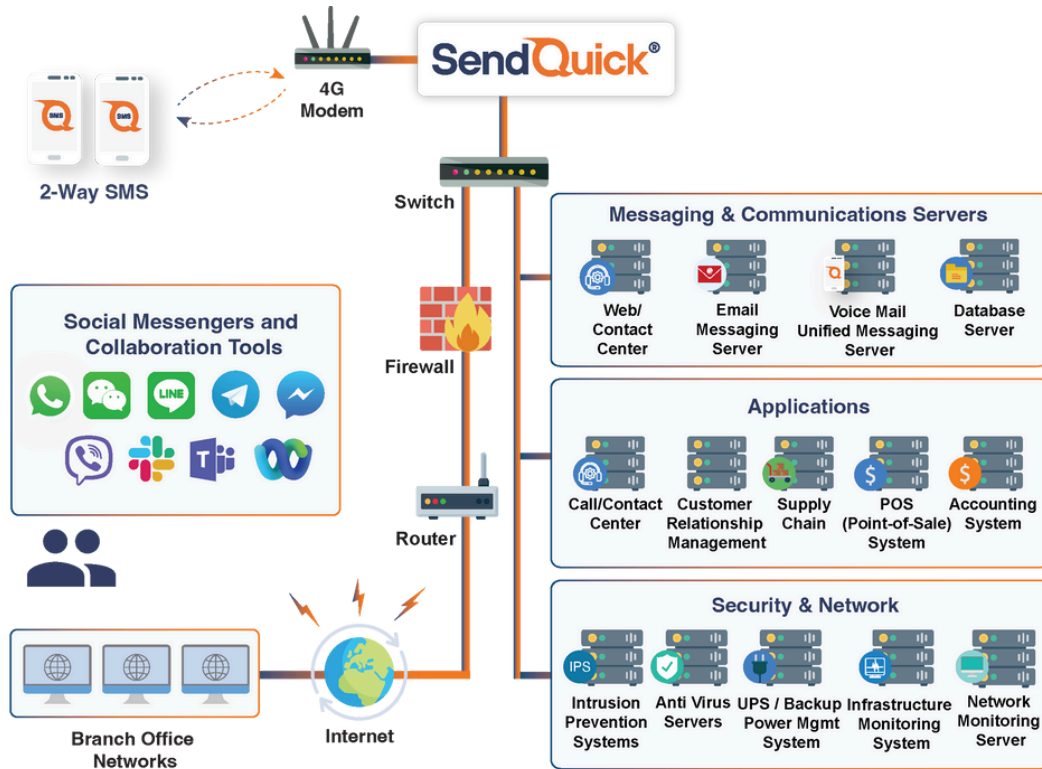 SendQuick®
4G
Modem
SMS
SMS
2-Way SMS
Switch
Messaging & Communications Servers
Web/
Contact
Center
Email
Messaging
Server
Voice Mail
Unified Messaging
Server
Database
Server
Social Messengers and
Collaboration Tools
LINE
T
Firewall
Applications
Call/Contact
Center
Customer
Relationship
Management
Supply
Chain
$
POS
(Point-of-Sale)
System
$
Accounting
System
Router
Security & Network
IPS
Intrusion
Prevention
Systems
Anti Virus
Servers
UPS / Backup
Power Mgmt
System
Infrastructure
Monitoring
System
Network
Monitoring
Server
Internet
Branch Office
Networks